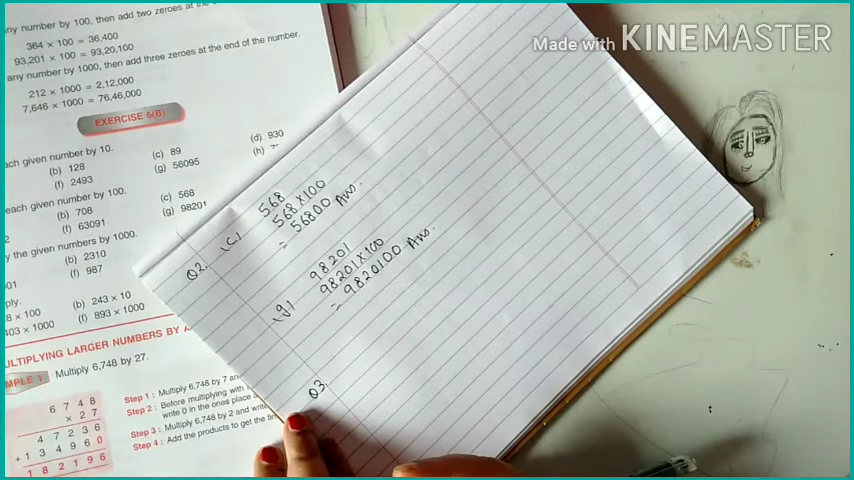 Made with KINEMASTER
any number by 100, then add two zeroes at the
364 × 100 = 36,400
93,201 × 100 = 93,20,100
any number by 1000, then add three zeroes at the end of the number.
212 × 1000 = 2,12,000
7,646 × 1000 = 76,46,000
EXERCISE 6(B)
each given number by 10.
(b) 128
(c) 89
(d) 930
(f) 2493
(g) 56095
(h)
each given number by 100.
(b) 708
(c) 568
(f) 63091
(g) 98201
y the given numbers by 1000.
(b) 2310
(f) 987
ply.
8 × 100
(b) 243 × 10
403 × 1000
(f) 893 × 1000
ULTIPLYING LARGER NUMBERS BY
MPLE 1 Multiply 6,748 by 27.
6 7 4 8
× 2 7
4 7 2 3 6
+ 1 3 4 9 6 0
1 8 2 1 9 6
Step 1 : Multiply 6,748 by 7
Step 2 : Before multiplying with
write 0 in the ones place
Step 3 : Multiply 6,748 by 2 and
Step 4 : Add the products to get the
Q2. (c) 568
568×100
= 56800 Ans.
(g) 98201
98201×100
= 9820100 Ans.
Q3.